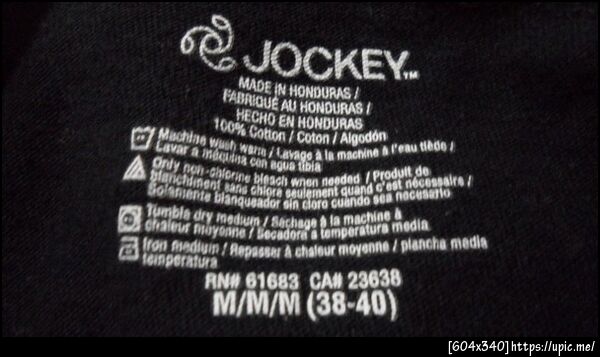 JOCKEY™
MADE IN HONDURAS /
FABRIQUÉ AU HONDURAS /
HECHO EN HONDURAS
100% Cotton / Coton / Algodón
Machine wash warm / Lavage à la machine à l'eau tiède /
Lavar a máquina con agua tibia
Only non-chlorine bleach when needed / Produit de
blanchiment sans chlore seulement quand c'est nécessaire /
Solamente blanqueador sin cloro cuando sea necesario
Tumble dry medium / Séchage à la machine à
chaleur moyenne / Secadora a temperatura media
Iron medium / Repasser à chaleur moyenne / plancha media
temperatura
RN# 61683 CA# 23638
M/M/M (38-40)
[604x340]https://upic.me/